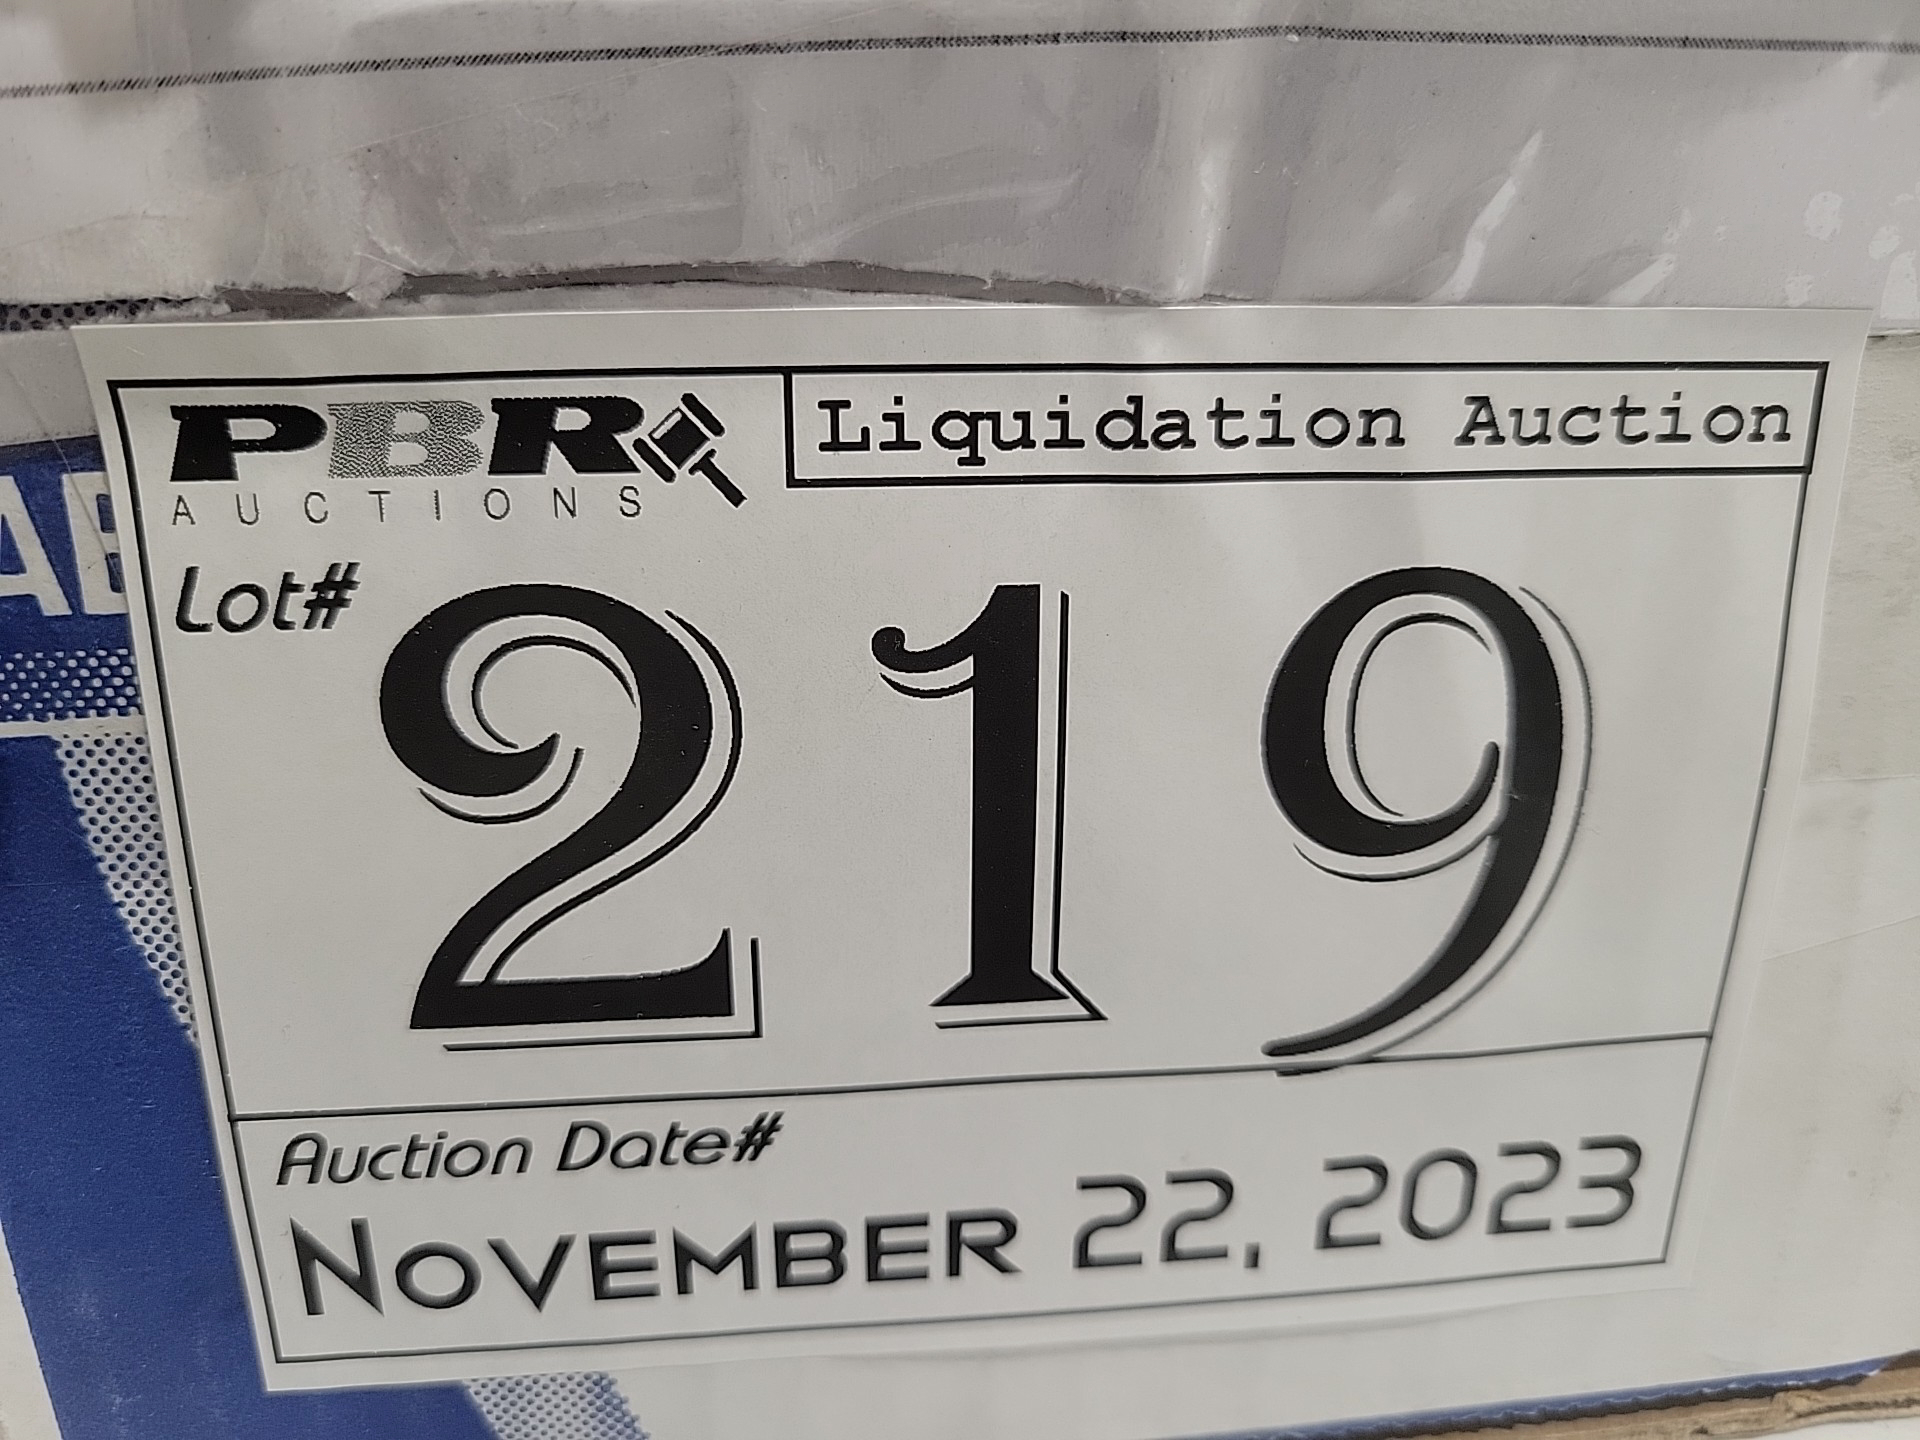 PBR
AUCTIONS
Liquidation Auction
Lot#
219
Auction Date#
NOVEMBER 22, 2023